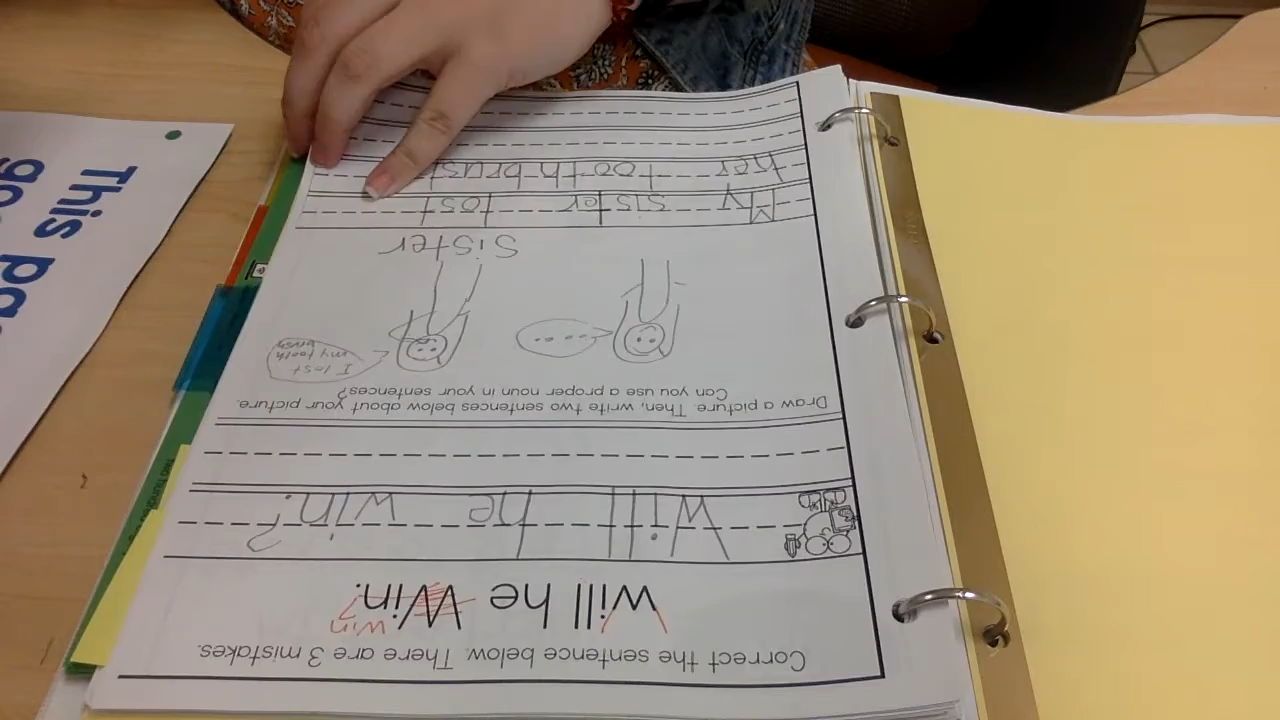 Correct the sentence below. There are 3 mistakes.
win?
will he Win.
Will he win?
Draw a picture. Then, write two sentences below about your picture.
Can you use a proper noun in your sentences?
I lost
my tooth
brush
.....
Sister
My sister lost
her tooth brush
This pa
go